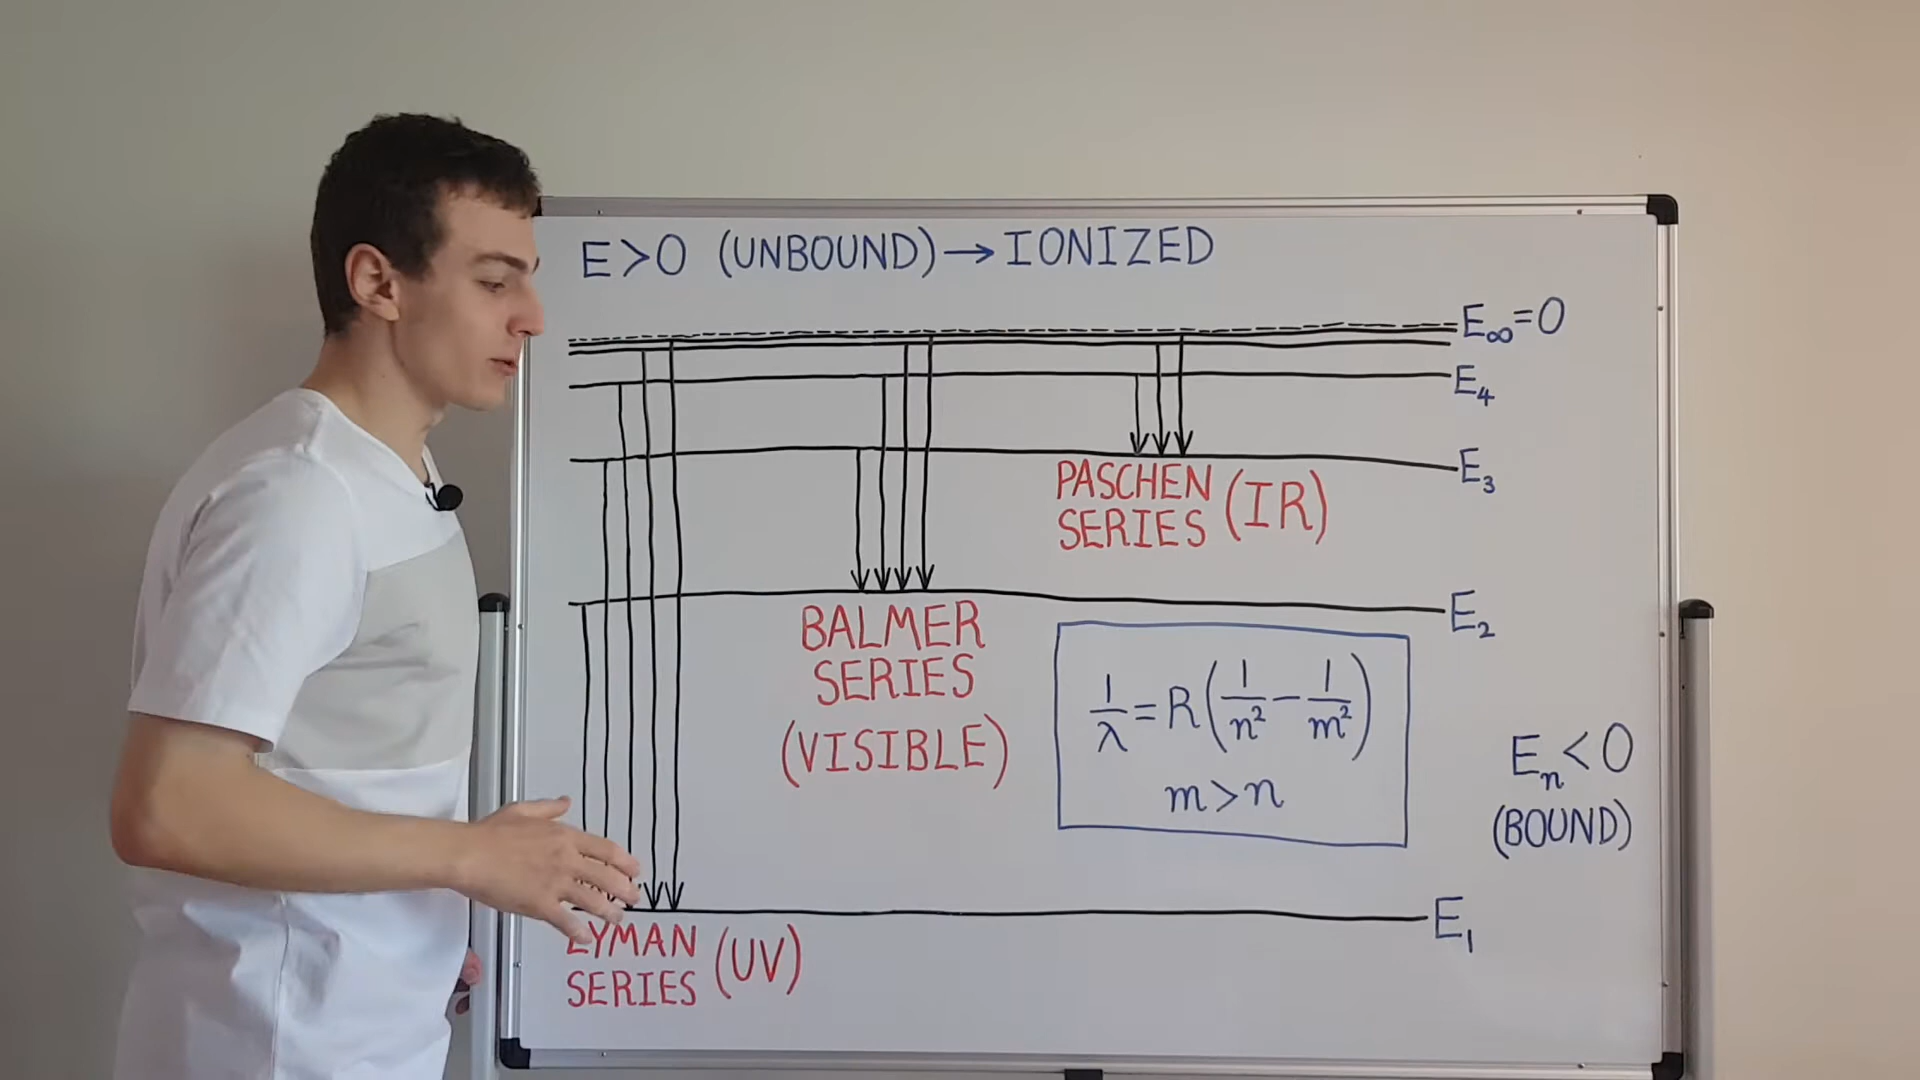 E>0 (UNBOUND)→IONIZED
E∞=0
E₄
E₃
PASCHEN
SERIES (IR)
E₂
BALMER
SERIES
(VISIBLE)
1/λ=R(1/n²−1/m²)
m>n
Eₙ<0
(BOUND)
E₁
LYMAN
SERIES (UV)